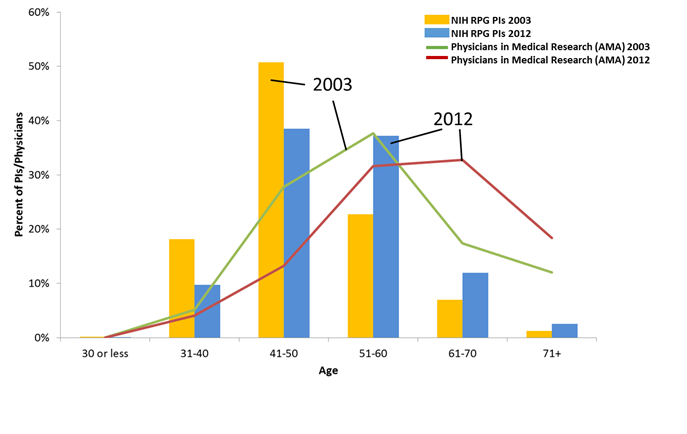 NIH RPG PIs 2003
NIH RPG PIs 2012
Physicians in Medical Research (AMA) 2003
Physicians in Medical Research (AMA) 2012
60%
50%
40%
30%
20%
10%
0%
Percent of PIs/Physicians
2003
2012
30 or less 31-40 41-50 51-60 61-70 71+
Age